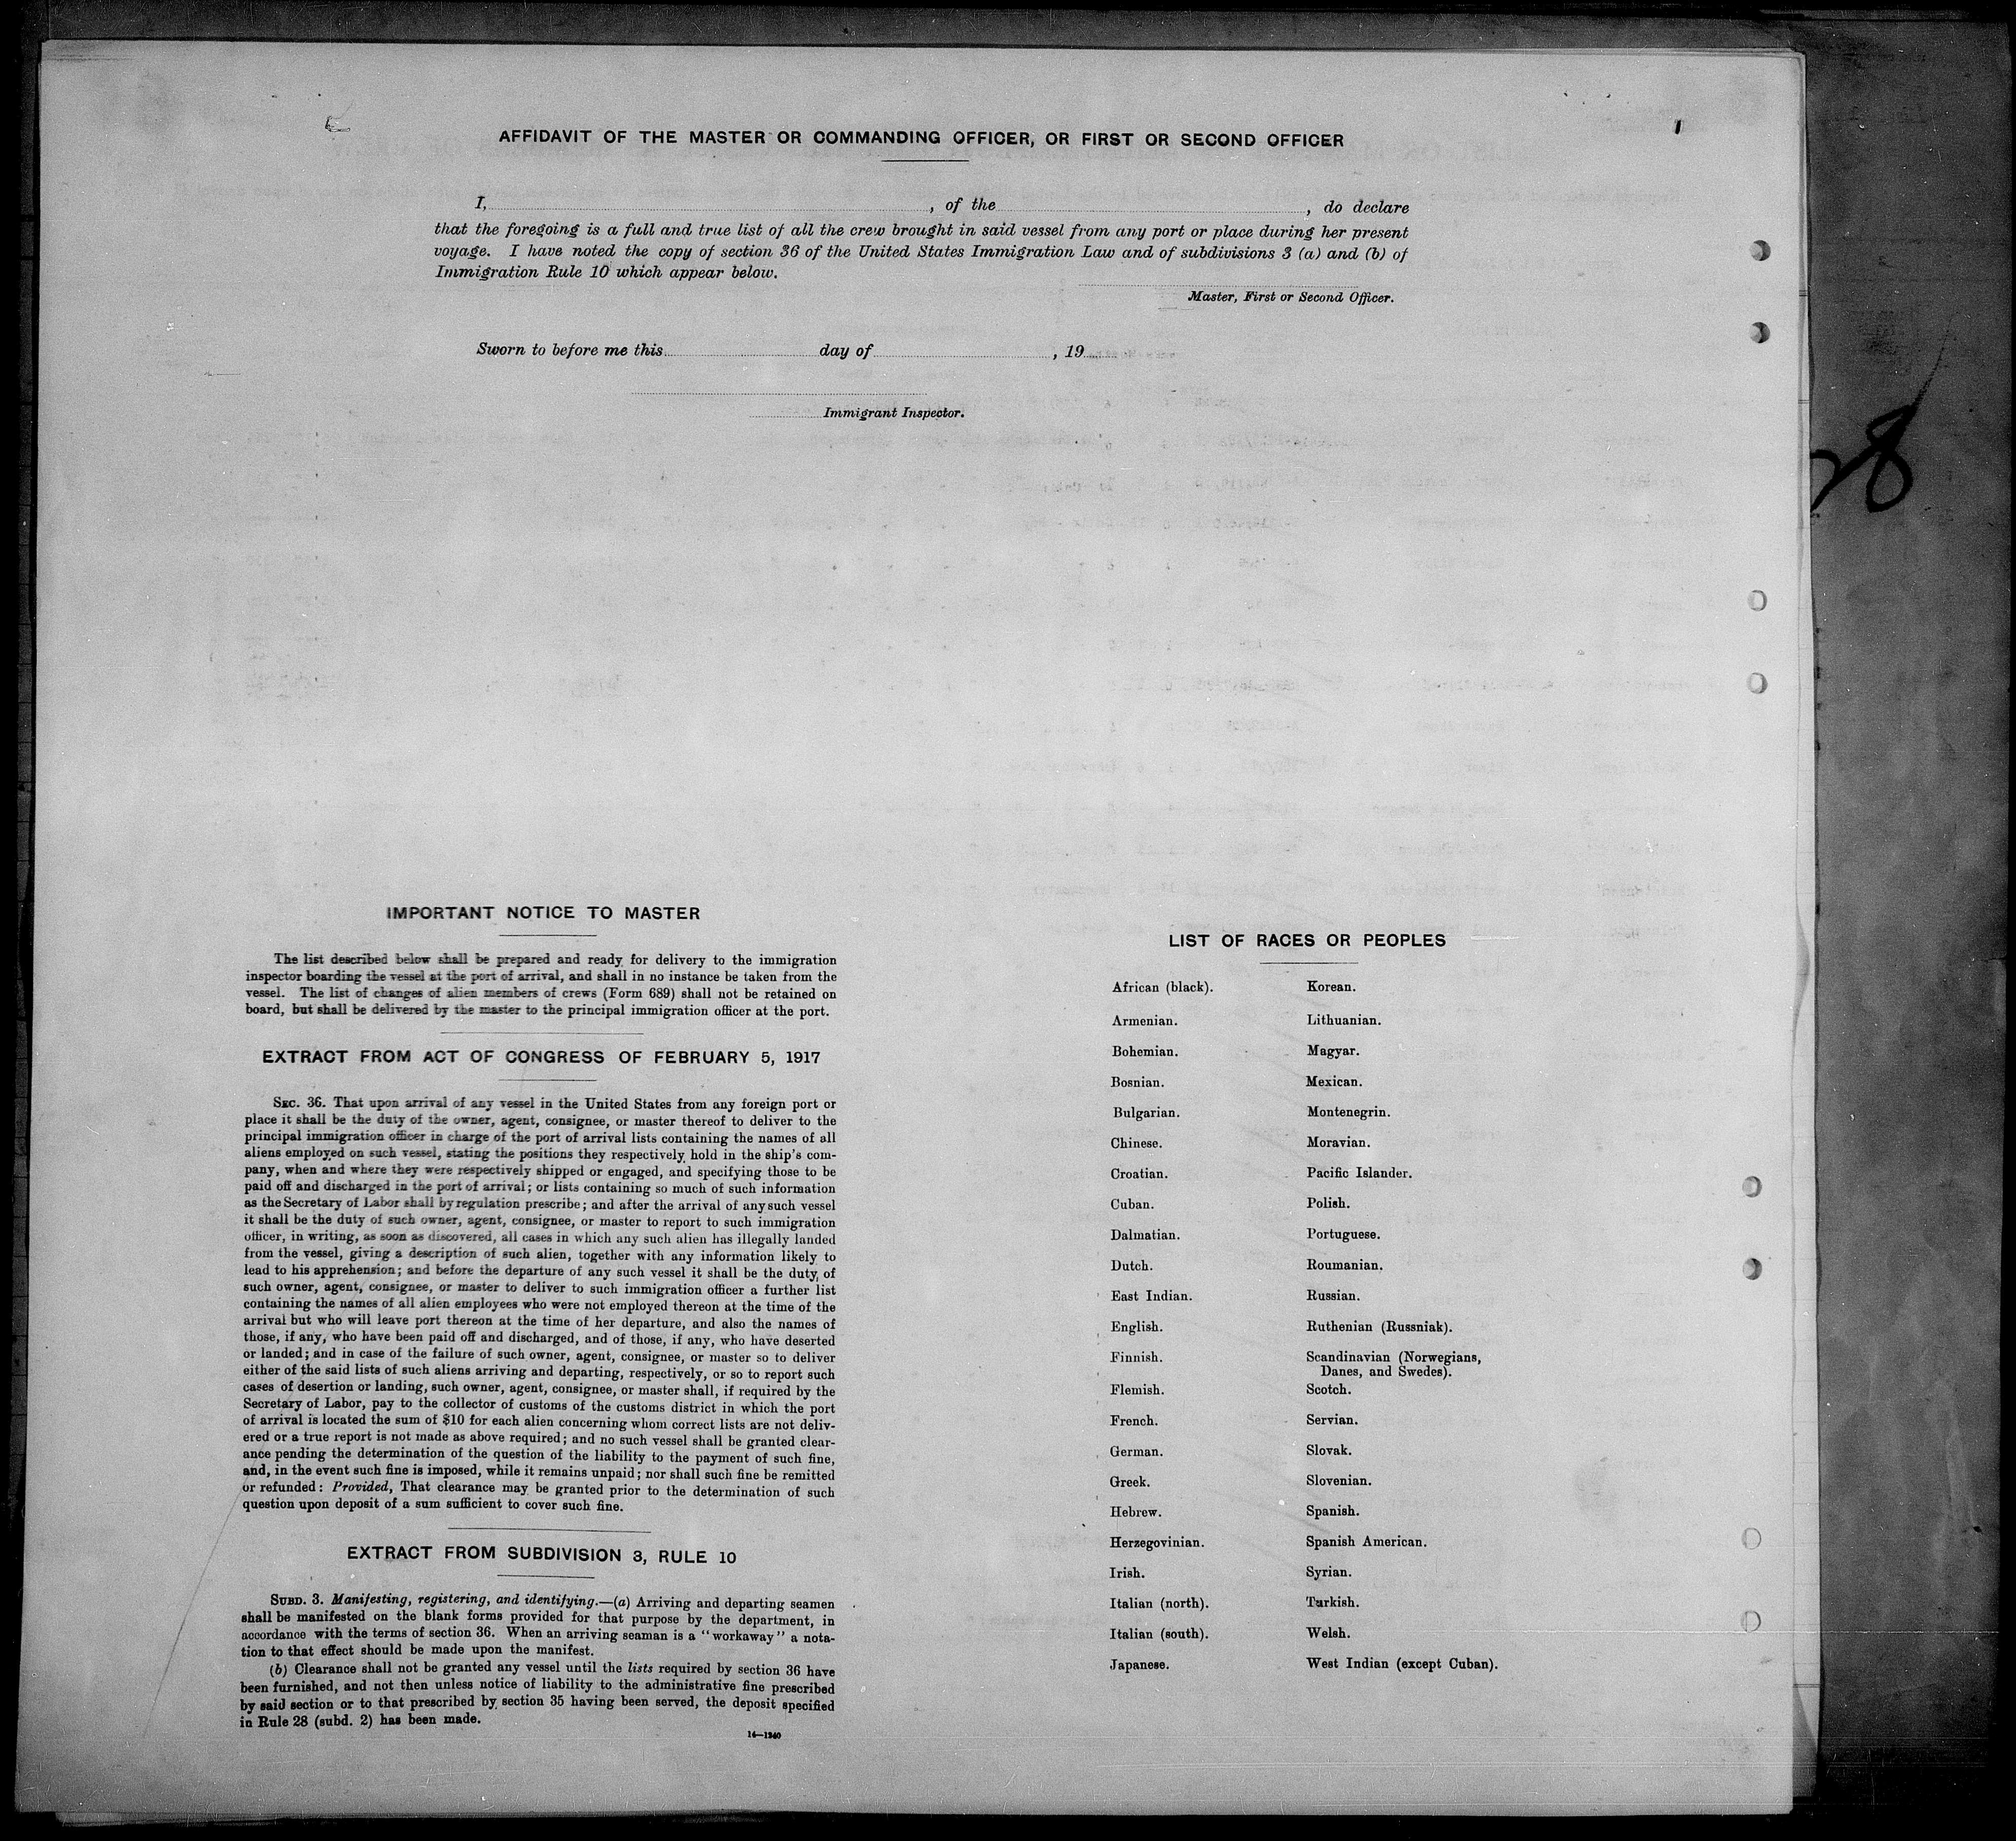 AFFIDAVIT OF THE MASTER OR COMMANDING OFFICER, OR FIRST OR SECOND OFFICER
I, , of the , do declare
that the foregoing is a full and true list of all the crew brought in said vessel from any port or place during her present
voyage. I have noted the copy of section 36 of the United States Immigration Law and of subdivisions 3 (a) and (b) of
Immigration Rule 10 which appear below.
Master, First or Second Officer.
Sworn to before me this day of , 19
Immigrant Inspector.
28
IMPORTANT NOTICE TO MASTER
The list described below shall be prepared and ready for delivery to the immigration
inspector boarding the vessel at the port of arrival, and shall in no instance be taken from the
vessel. The list of changes of alien members of crews (Form 689) shall not be retained on
board, but shall be delivered by the master to the principal immigration officer at the port.
EXTRACT FROM ACT OF CONGRESS OF FEBRUARY 5, 1917
SEC. 36. That upon arrival of any vessel in the United States from any foreign port or
place it shall be the duty of the owner, agent, consignee, or master thereof to deliver to the
principal immigration officer in charge of the port of arrival lists containing the names of all
aliens employed on such vessel, stating the positions they respectively hold in the ship's com-
pany, when and where they were respectively shipped or engaged, and specifying those to be
paid off and discharged in the port of arrival; or lists containing so much of such information
as the Secretary of Labor shall by regulation prescribe; and after the arrival of any such vessel
it shall be the duty of such owner, agent, consignee, or master to report to such immigration
officer, in writing, as soon as discovered, all cases in which any such alien has illegally landed
from the vessel, giving a description of such alien, together with any information likely to
lead to his apprehension; and before the departure of any such vessel it shall be the duty of
such owner, agent, consignee, or master to deliver to such immigration officer a further list
containing the names of all alien employees who were not employed thereon at the time of the
arrival but who will leave port thereon at the time of her departure, and also the names of
those, if any, who have been paid off and discharged, and of those, if any, who have deserted
or landed; and in case of the failure of such owner, agent, consignee, or master so to deliver
either of the said lists of such aliens arriving and departing, respectively, or so to report such
cases of desertion or landing, such owner, agent, consignee, or master shall, if required by the
Secretary of Labor, pay to the collector of customs of the customs district in which the port
of arrival is located the sum of $10 for each alien concerning whom correct lists are not deliv-
ered or a true report is not made as above required; and no such vessel shall be granted clear-
ance pending the determination of the question of the liability to the payment of such fine,
and, in the event such fine is imposed, while it remains unpaid; nor shall such fine be remitted
or refunded: Provided, That clearance may be granted prior to the determination of such
question upon deposit of a sum sufficient to cover such fine.
EXTRACT FROM SUBDIVISION 3, RULE 10
SUBD. 3. Manifesting, registering, and identifying.—(a) Arriving and departing seamen
shall be manifested on the blank forms provided for that purpose by the department, in
accordance with the terms of section 36. When an arriving seaman is a "workaway" a nota-
tion to that effect should be made upon the manifest.
(b) Clearance shall not be granted any vessel until the lists required by section 36 have
been furnished, and not then unless notice of liability to the administrative fine prescribed
by said section or to that prescribed by section 35 having been served, the deposit specified
in Rule 28 (subd. 2) has been made.
14—1240
LIST OF RACES OR PEOPLES
African (black).
Armenian.
Bohemian.
Bosnian.
Bulgarian.
Chinese.
Croatian.
Cuban.
Dalmatian.
Dutch.
East Indian.
English.
Finnish.
Flemish.
French.
German.
Greek.
Hebrew.
Herzegovinian.
Irish.
Italian (north).
Italian (south).
Japanese.
Korean.
Lithuanian.
Magyar.
Mexican.
Montenegrin.
Moravian.
Pacific Islander.
Polish.
Portuguese.
Roumanian.
Russian.
Ruthenian (Russniak).
Scandinavian (Norwegians,
Danes, and Swedes).
Scotch.
Servian.
Slovak.
Slovenian.
Spanish.
Spanish American.
Syrian.
Turkish.
Welsh.
West Indian (except Cuban).